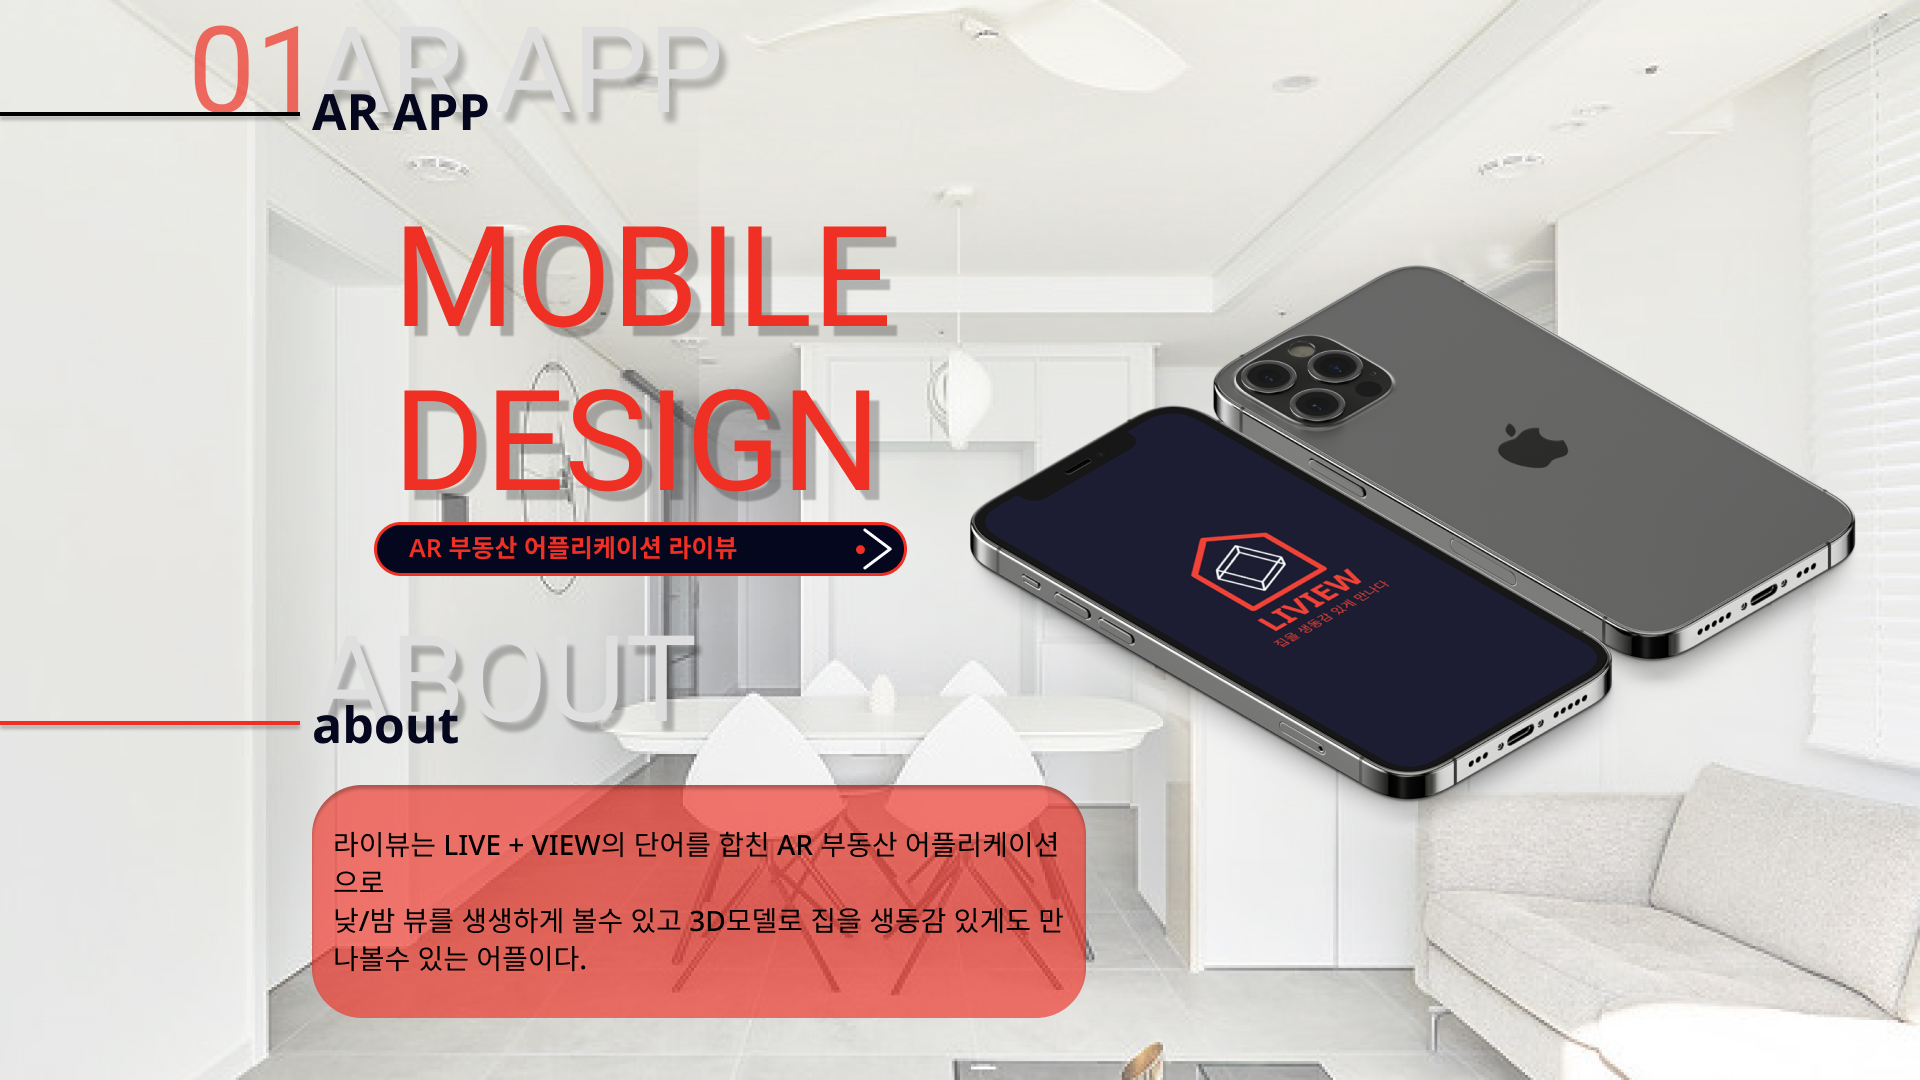 01 AR APP
AR APP
MOBILE
DESIGN
AR 부동산 어플리케이션 라이뷰
LIVIEW
집을 생동감 있게 만나다
ABOUT
about
라이뷰는 LIVE + VIEW의 단어를 합친 AR 부동산 어플리케이션
으로
낮/밤 뷰를 생생하게 볼수 있고 3D모델로 집을 생동감 있게도 만
나볼수 있는 어플이다.